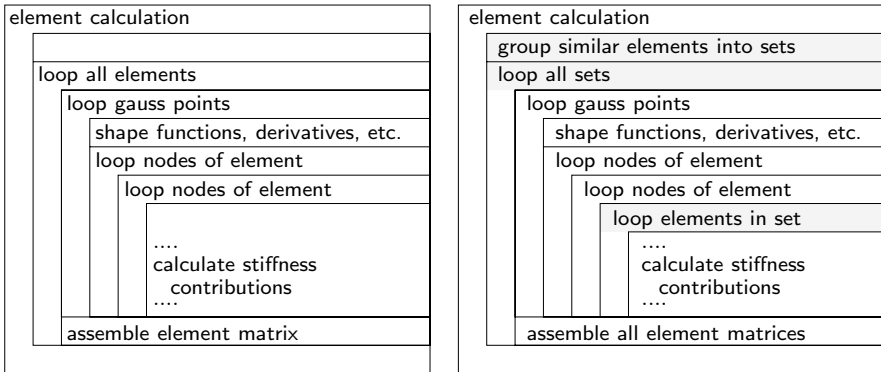 element calculation
loop all elements
loop gauss points
shape functions, derivatives, etc.
loop nodes of element
loop nodes of element
....
calculate stiffness
contributions
....
assemble element matrix
element calculation
group similar elements into sets
loop all sets
loop gauss points
shape functions, derivatives, etc.
loop nodes of element
loop nodes of element
loop elements in set
....
calculate stiffness
contributions
....
assemble all element matrices